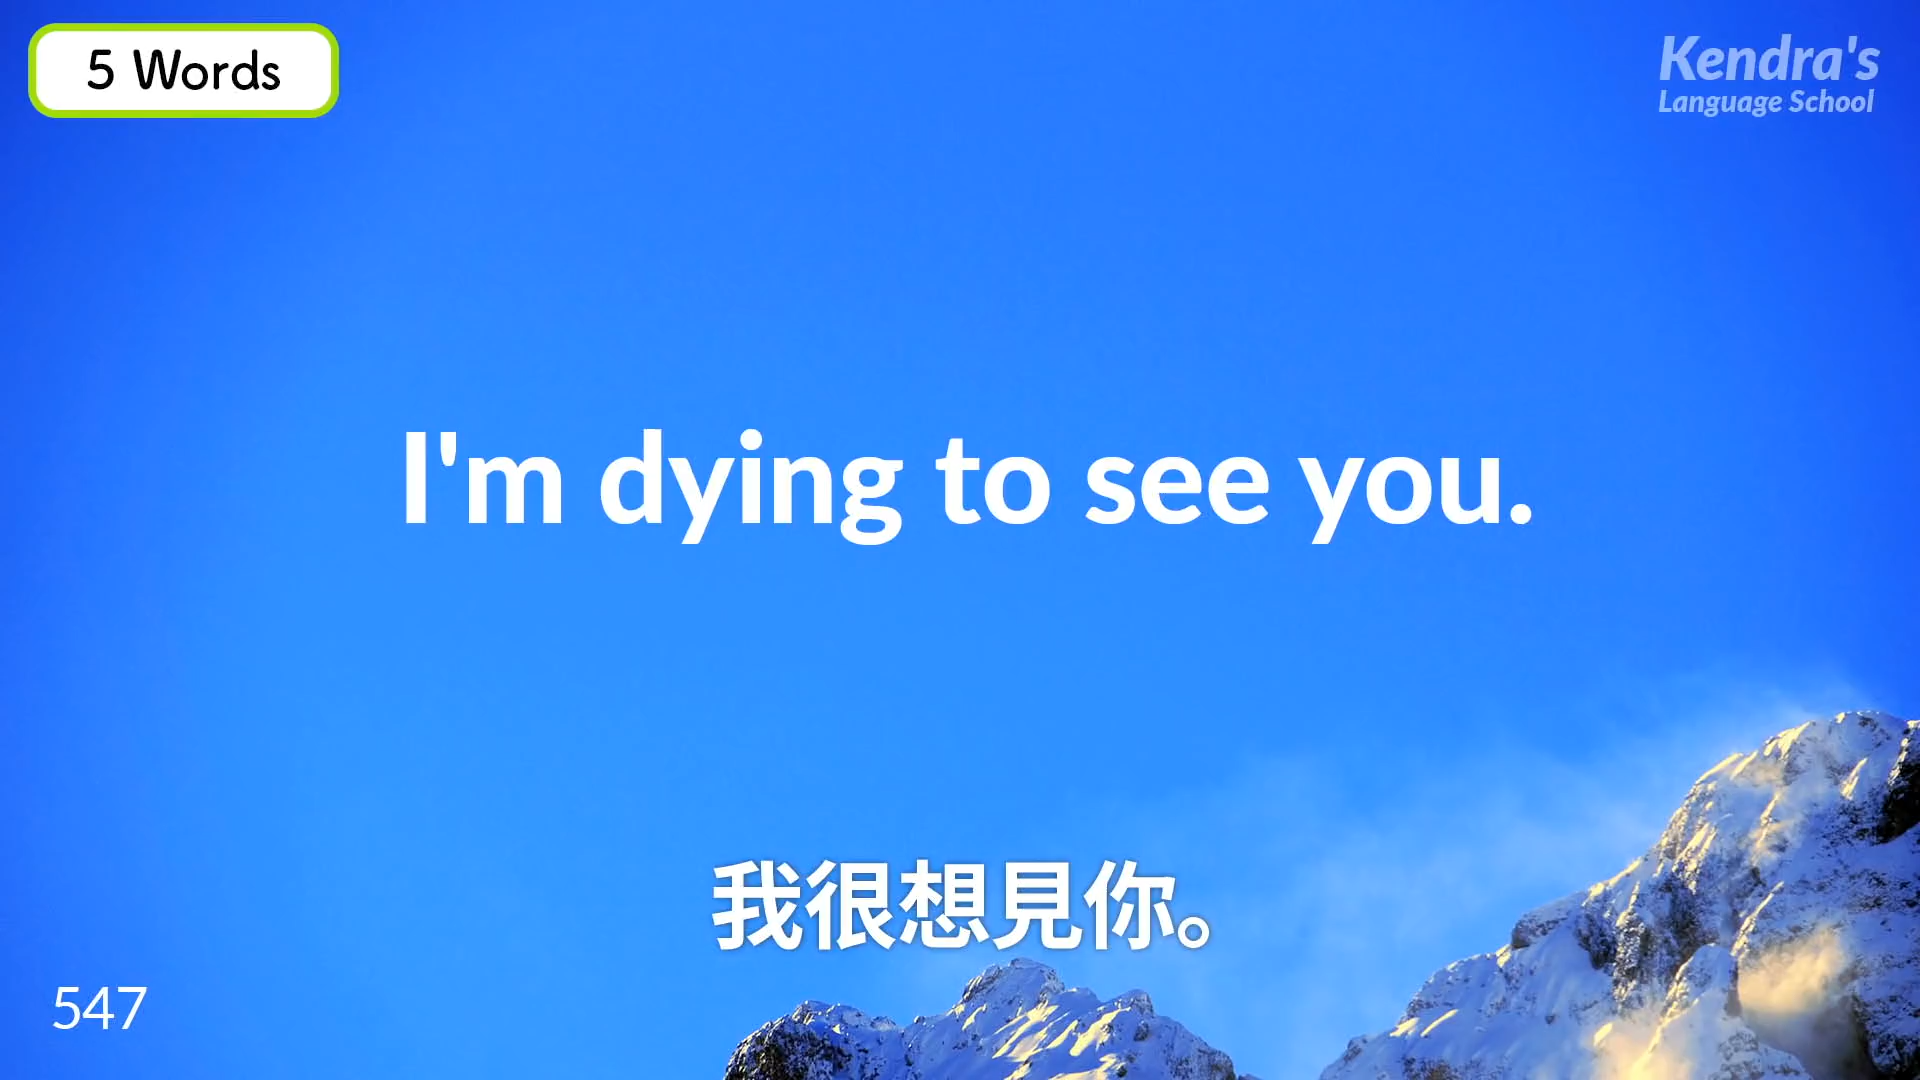 5 Words
Kendra's
Language School
I'm dying to see you.
我很想見你。
547